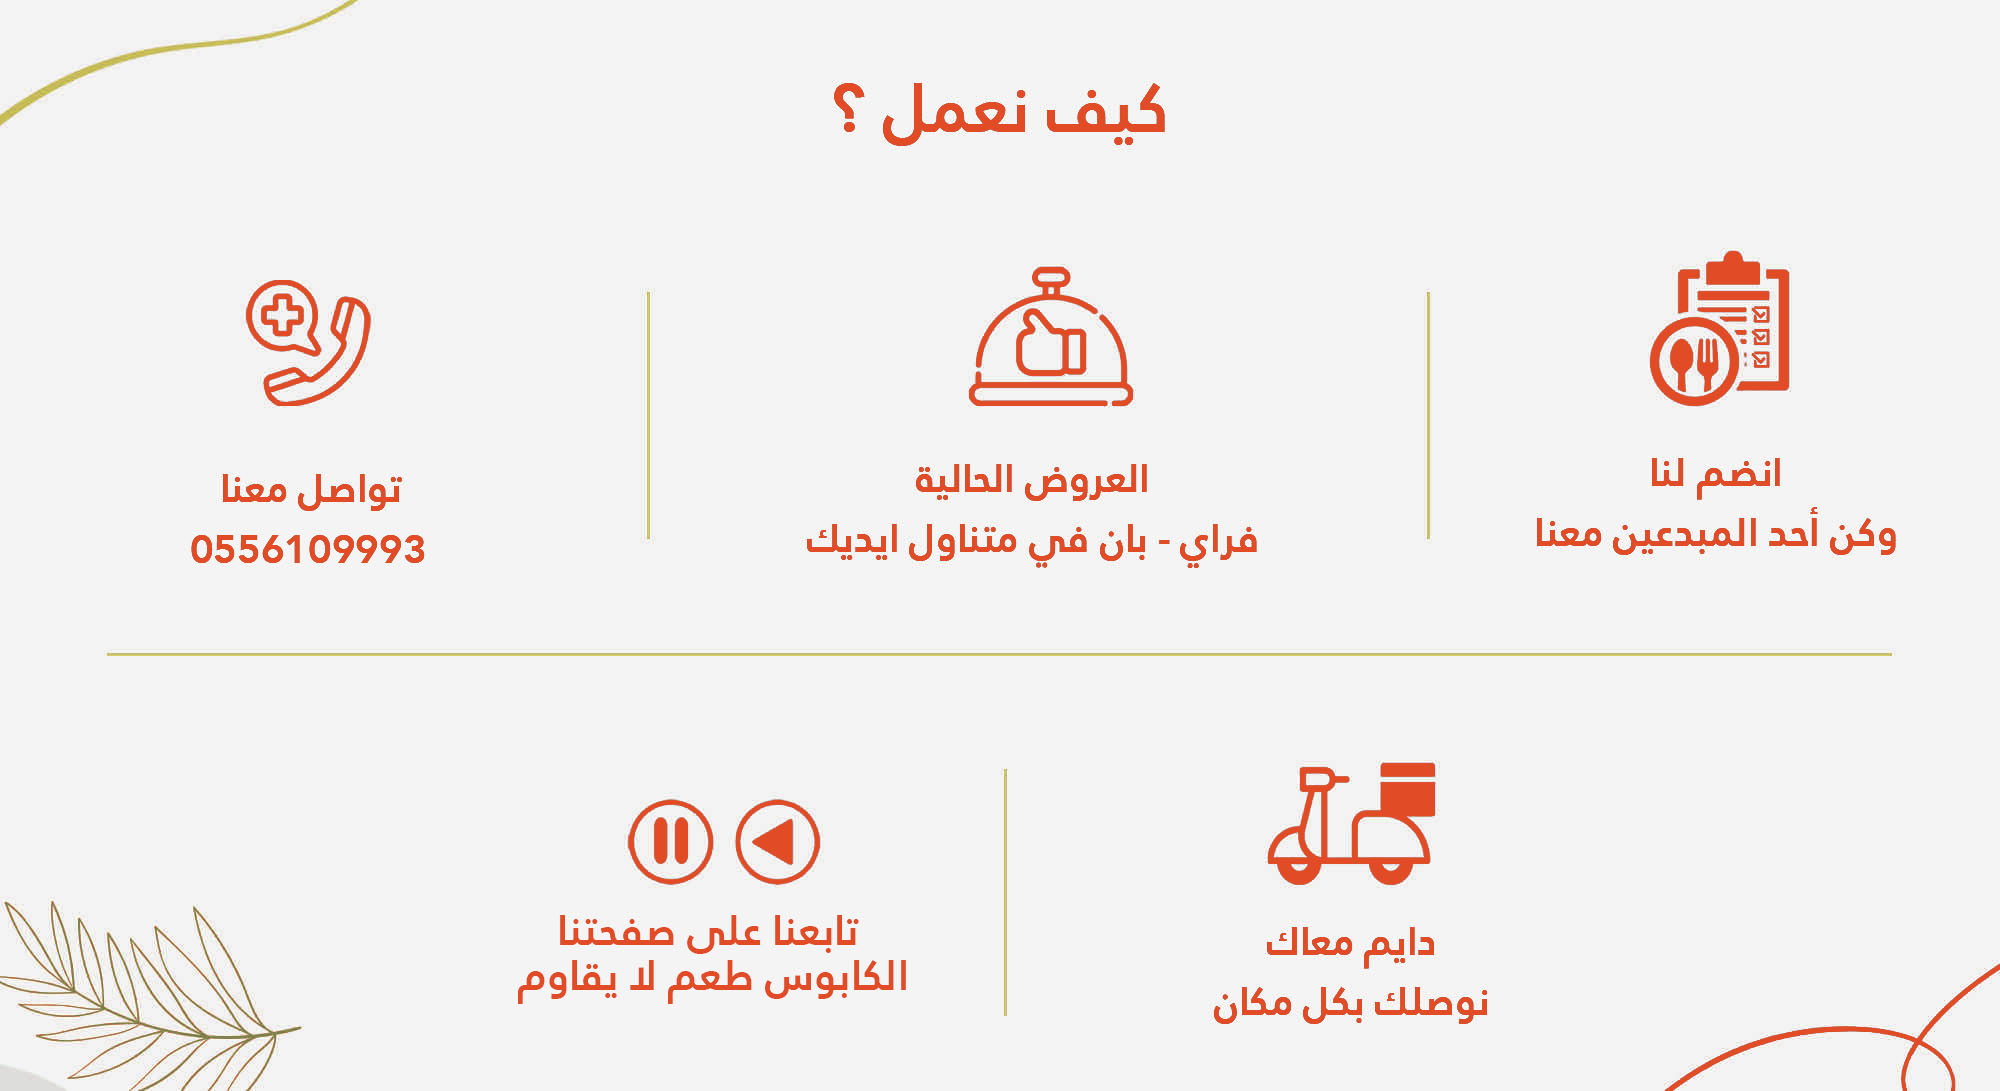 كيف نعمل ؟
انضم لنا
وكن أحد المبدعين معنا
العروض الحالية
فراي - بان في متناول ايديك
تواصل معنا
0556109993
دايم معاك
نوصلك بكل مكان
تابعنا على صفحتنا
الكابوس طعم لا يقاوم